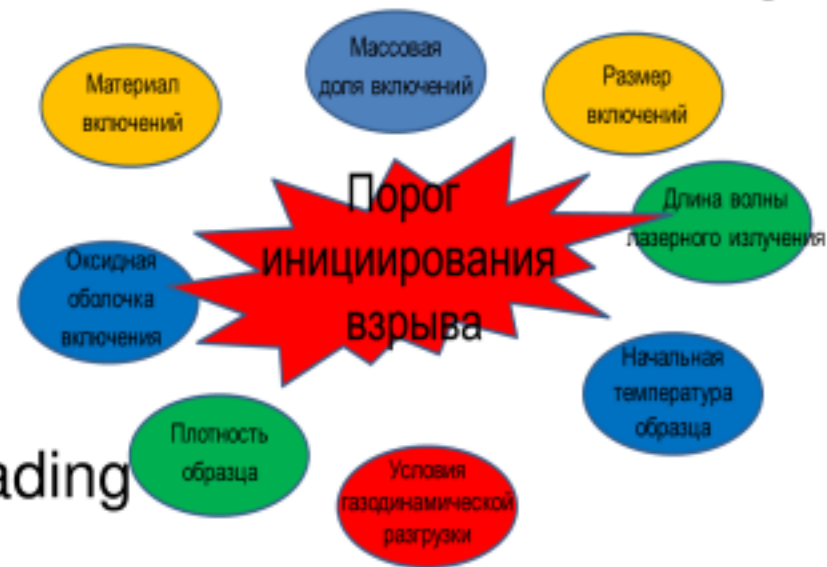 Массовая
доля включений
Материал
включений
Размер
включений
Порог
инициирования
взрыва
Длина волны
лазерного излучения
Оксидная
оболочка
включения
Начальная
температура
образца
Плотность
образца
Условия
газодинамической
разгрузки
ading